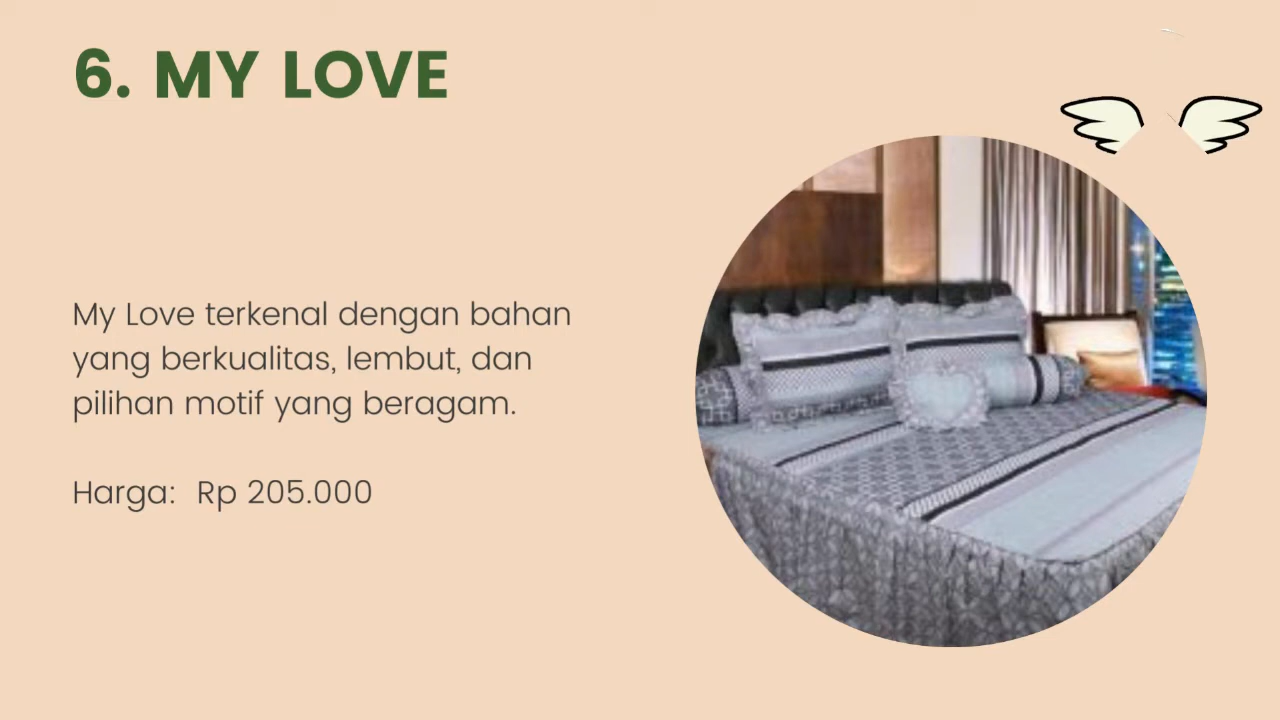 6. MY LOVE
My Love terkenal dengan bahan
yang berkualitas, lembut, dan
pilihan motif yang beragam.
Harga: Rp 205.000